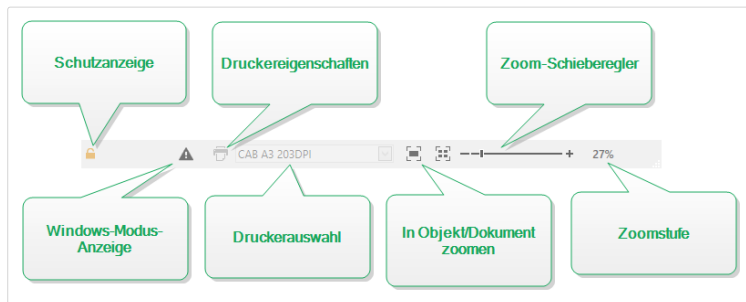 Schutzanzeige
Druckereigenschaften
Zoom-Schieberegler
CAB A3 203DPI
27%
Windows-Modus-
Anzeige
Druckerauswahl
In Objekt/Dokument
zoomen
Zoomstufe